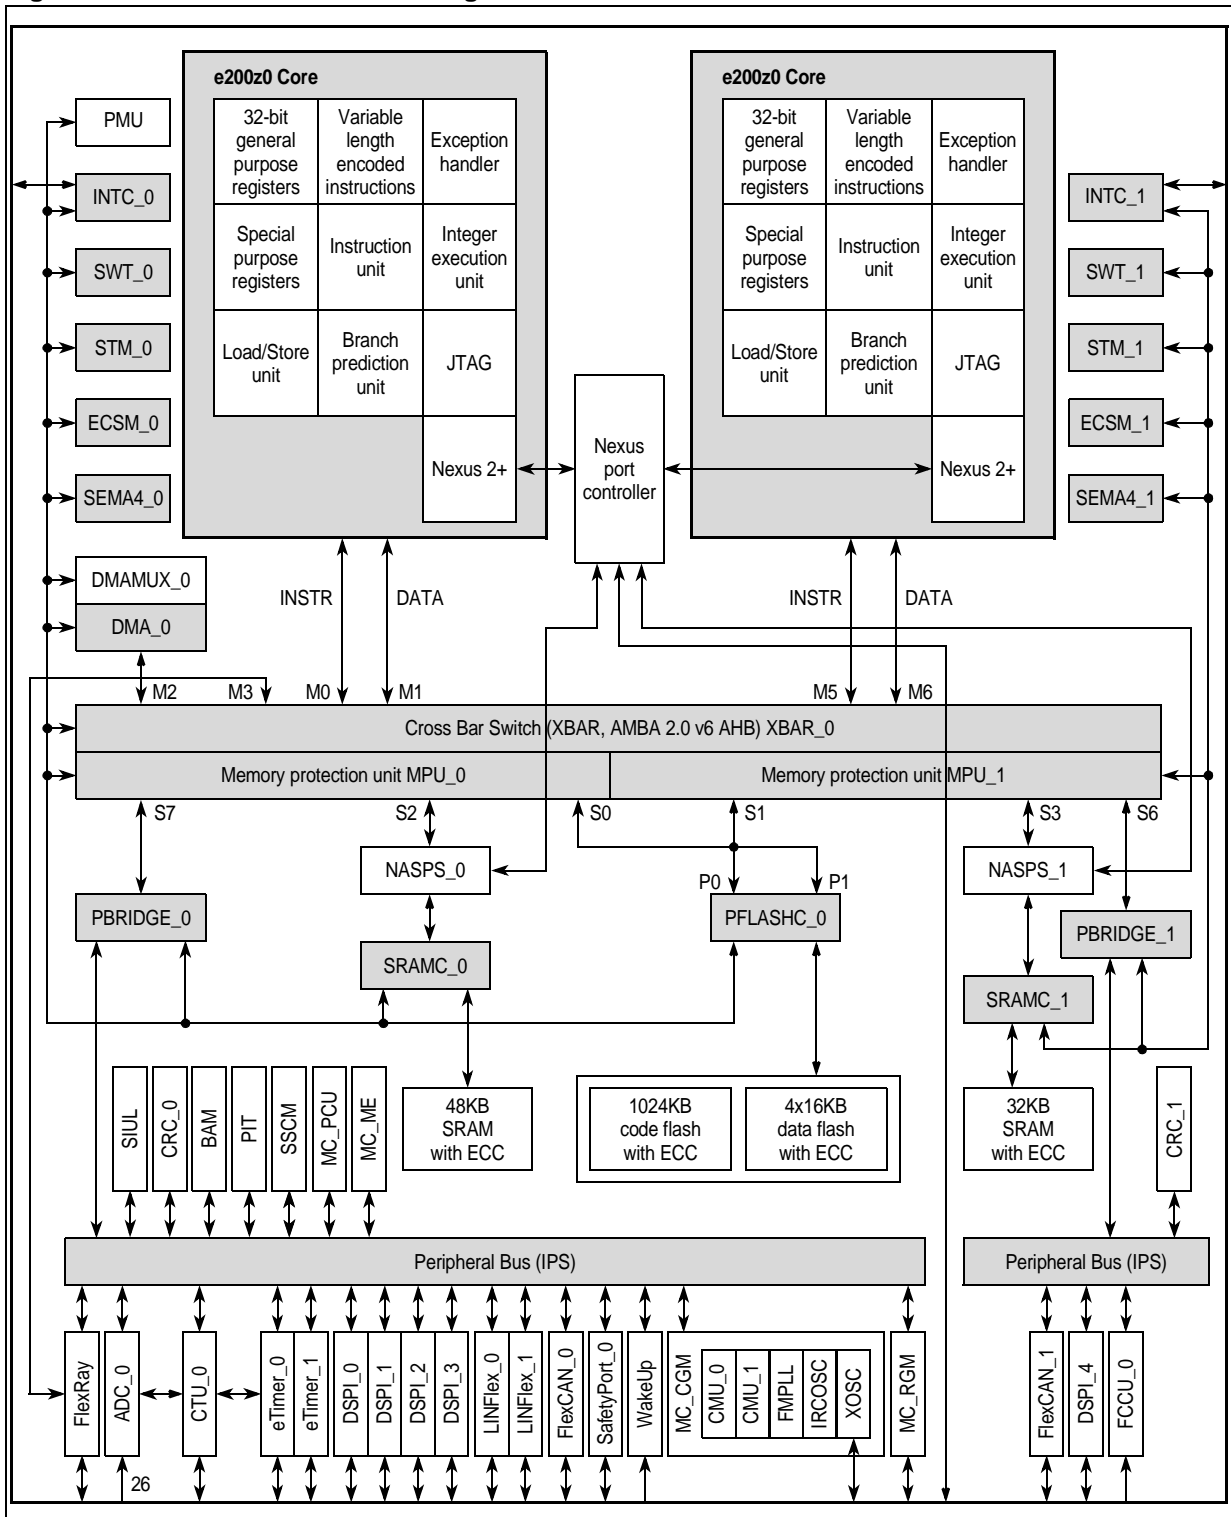 e200z0 Core
32-bit
general
purpose
registers
Variable
length
encoded
instructions
Exception
handler
Special
purpose
registers
Instruction
unit
Integer
execution
unit
Load/Store
unit
Branch
prediction
unit
JTAG
Nexus 2+
e200z0 Core
32-bit
general
purpose
registers
Variable
length
encoded
instructions
Exception
handler
Special
purpose
registers
Instruction
unit
Integer
execution
unit
Load/Store
unit
Branch
prediction
unit
JTAG
Nexus 2+
PMU
INTC_0
SWT_0
STM_0
ECSM_0
SEMA4_0
DMAMUX_0
DMA_0
Nexus
port
controller
INTC_1
SWT_1
STM_1
ECSM_1
SEMA4_1
INSTR
DATA
INSTR
DATA
M2
M3
M0
M1
M5
M6
Cross Bar Switch (XBAR, AMBA 2.0 v6 AHB) XBAR_0
Memory protection unit MPU_0
Memory protection unit MPU_1
S7
S2
S0
S1
S3
S6
NASPS_0
NASPS_1
P0
P1
PBRIDGE_0
PFLASHC_0
PBRIDGE_1
SRAMC_0
SRAMC_1
SIUL
CRC_0
BAM
PIT
SSCM
MC_PCU
MC_ME
48KB
SRAM
with ECC
1024KB
code flash
with ECC
4x16KB
data flash
with ECC
32KB
SRAM
with ECC
CRC_1
Peripheral Bus (IPS)
Peripheral Bus (IPS)
FlexRay
ADC_0
CTU_0
eTimer_0
eTimer_1
DSPI_0
DSPI_1
DSPI_2
DSPI_3
LINFlex_0
LINFlex_1
FlexCAN_0
SafetyPort_0
WakeUp
MC_CGM
CMU_0
CMU_1
FMPLL
IRCOSC
XOSC
MC_RGM
FlexCAN_1
DSPI_4
FCCU_0
26